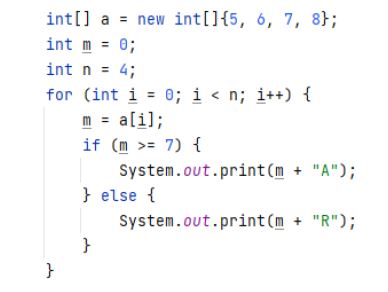 int[] a = new int[]{5, 6, 7, 8};
int m = 0;
int n = 4;
for (int i = 0; i < n; i++) {
    m = a[i];
    if (m >= 7) {
        System.out.print(m + "A");
    } else {
        System.out.print(m + "R");
    }
}